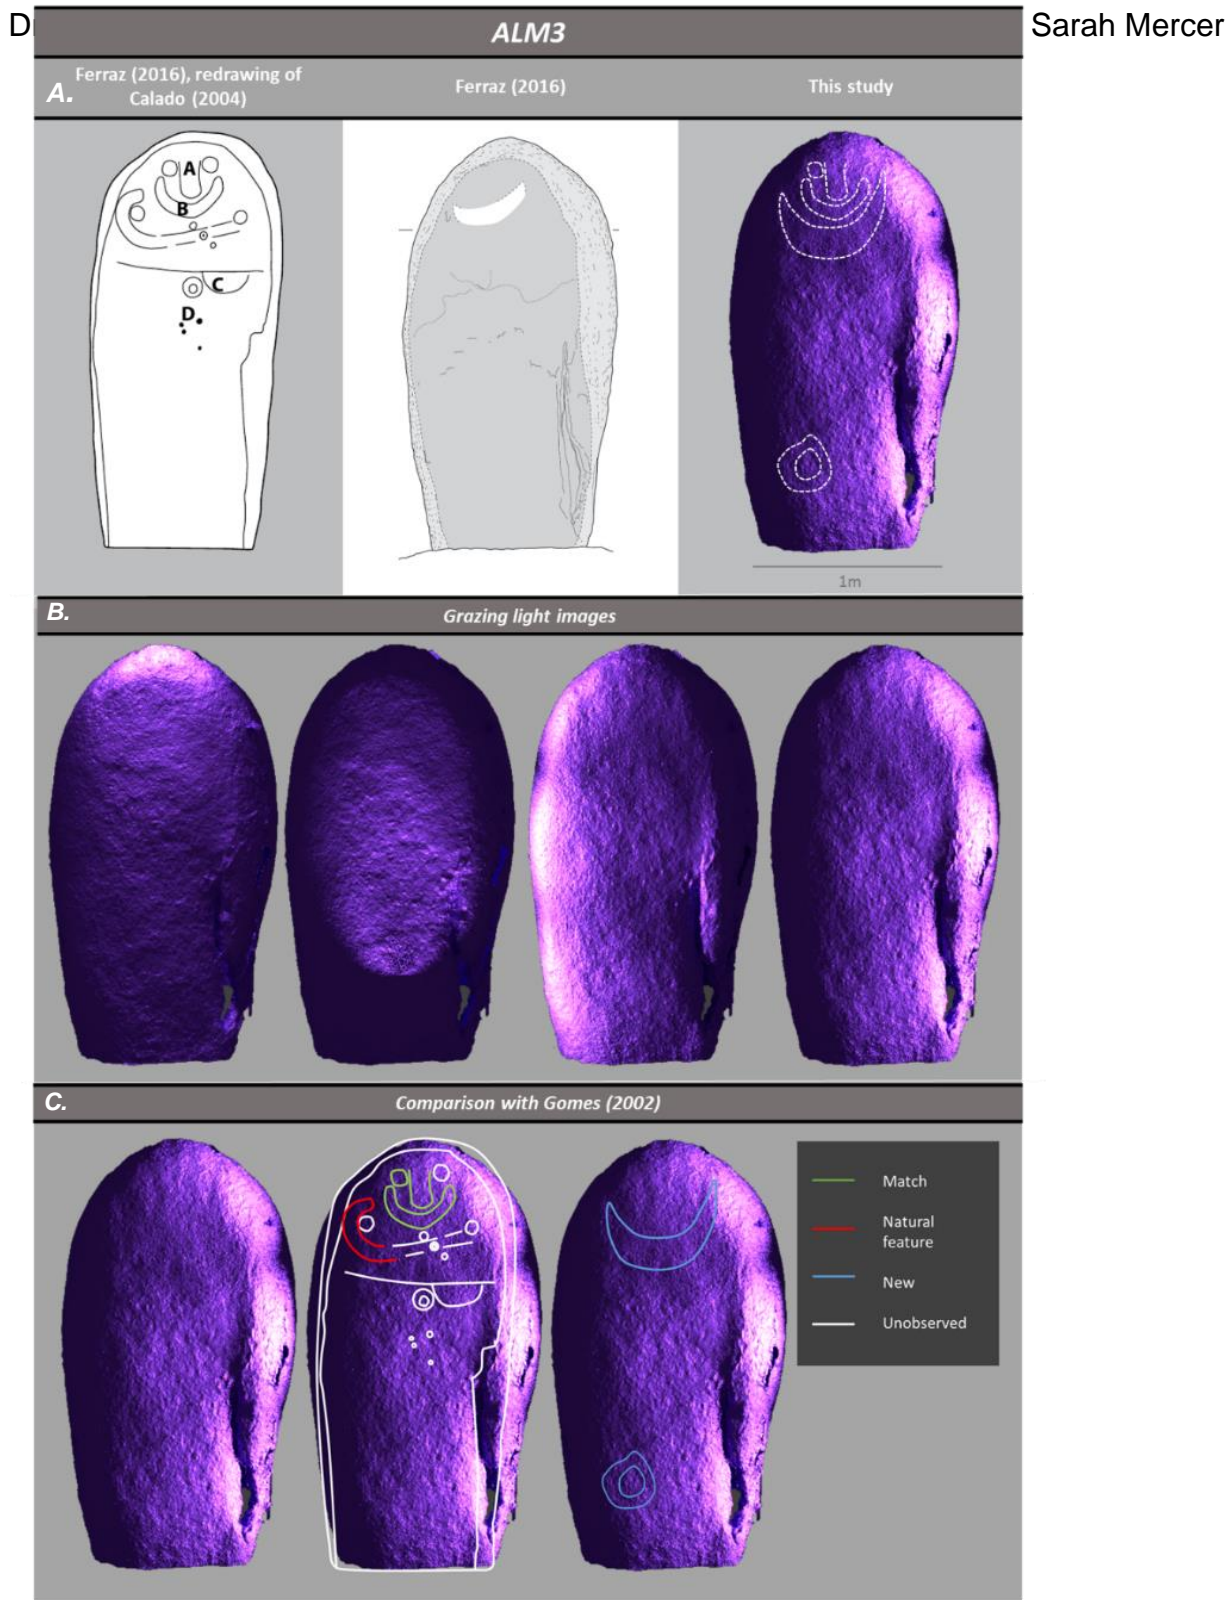 Sarah Mercer
ALM3
A.
Ferraz (2016), redrawing of
Calado (2004)
Ferraz (2016)
This study
A
B
C
D
1m
B.
Grazing light images
C.
Comparison with Gomes (2002)
Match
Natural
feature
New
Unobserved